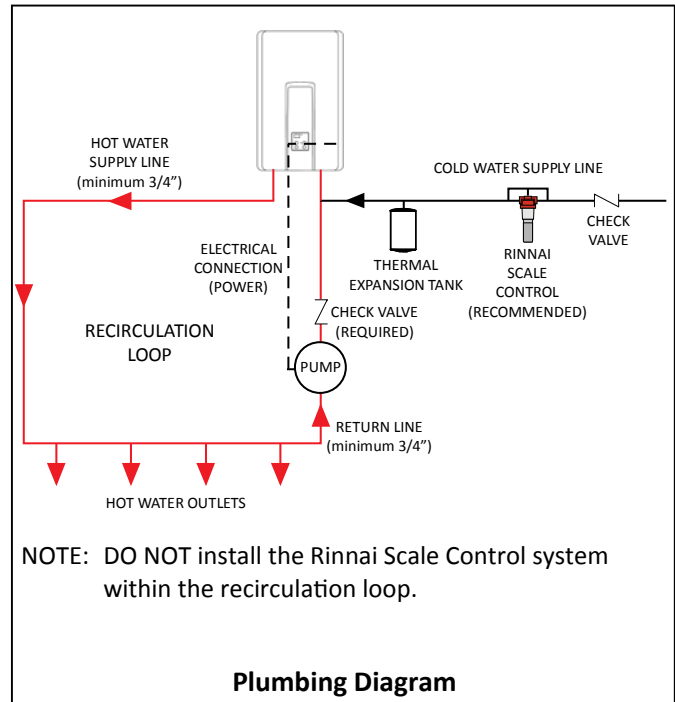 HOT WATER
SUPPLY LINE
(minimum 3/4”)
COLD WATER SUPPLY LINE
CHECK
VALVE
RINNAI
SCALE
CONTROL
(RECOMMENDED)
THERMAL
EXPANSION TANK
ELECTRICAL
CONNECTION
(POWER)
CHECK VALVE
(REQUIRED)
RECIRCULATION
LOOP
PUMP
RETURN LINE
(minimum 3/4”)
HOT WATER OUTLETS
NOTE: DO NOT install the Rinnai Scale Control system
within the recirculation loop.
Plumbing Diagram